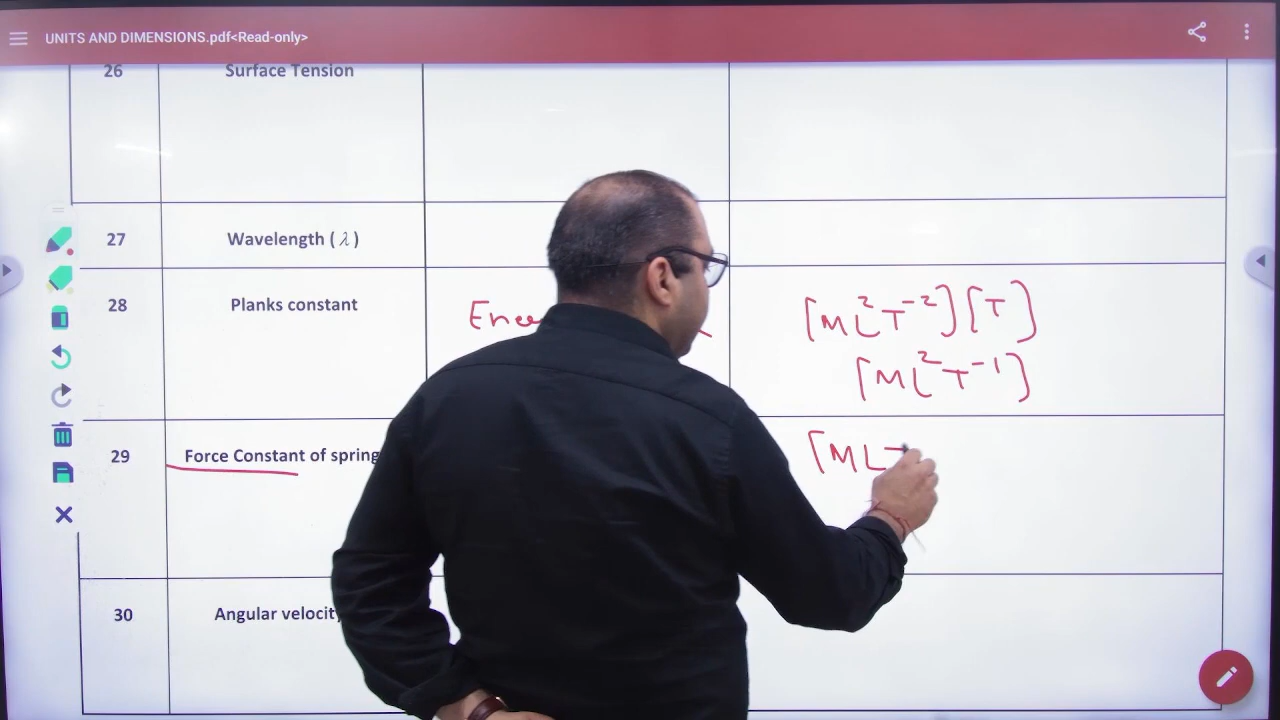 UNITS AND DIMENSIONS.pdf<Read-only>
26 Surface Tension
27 Wavelength ( λ )
28 Planks constant [ML²T⁻²][T]
[ML²T⁻¹]
29 Force Constant of spring [ML
30 Angular velocity